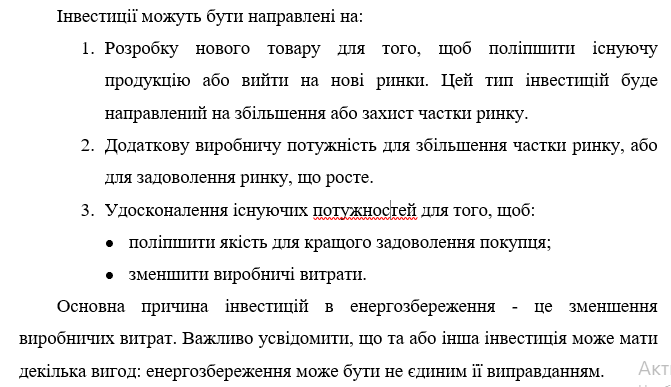 Інвестиції можуть бути направлені на:
1. Розробку нового товару для того, щоб поліпшити існуючу
продукцію або вийти на нові ринки. Цей тип інвестицій буде
направлений на збільшення або захист частки ринку.
2. Додаткову виробничу потужність для збільшення частки ринку, або
для задоволення ринку, що росте.
3. Удосконалення існуючих потужностей для того, щоб:
● поліпшити якість для кращого задоволення покупця;
● зменшити виробничі витрати.
Основна причина інвестицій в енергозбереження - це зменшення
виробничих витрат. Важливо усвідомити, що та або інша інвестиція може мати
декілька вигод: енергозбереження може бути не єдиним її виправданням.
Акт